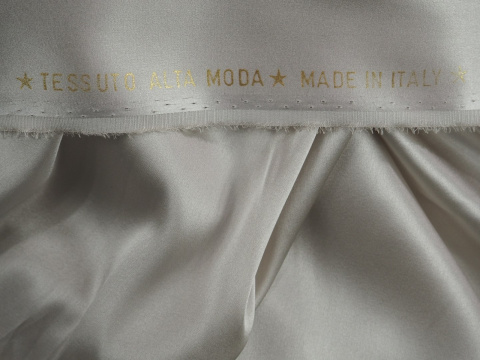 ★ TESSUTO ALTA MODA ★ MADE IN ITALY ★